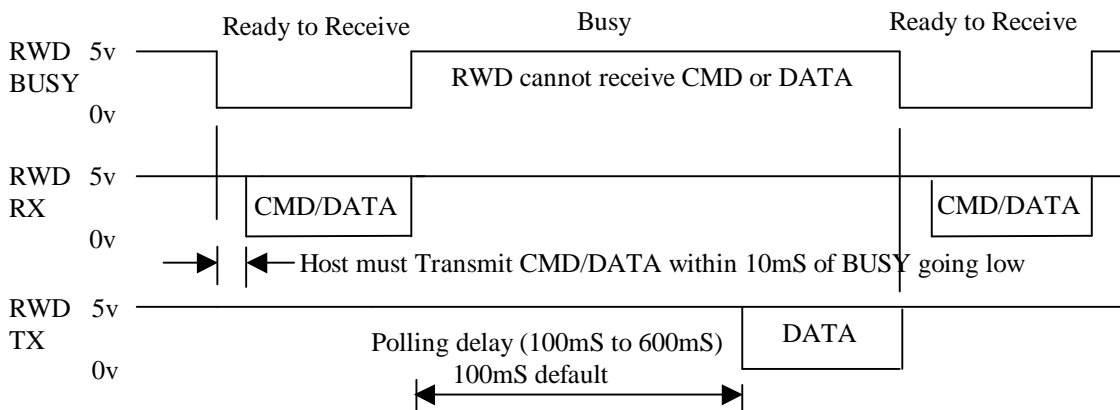 Ready to Receive
Busy
Ready to Receive
RWD 5v
BUSY
RWD cannot receive CMD or DATA
0v
RWD 5v
RX
CMD/DATA
CMD/DATA
0v
Host must Transmit CMD/DATA within 10mS of BUSY going low
RWD 5v
TX
DATA
Polling delay (100mS to 600mS)
0v
100mS default